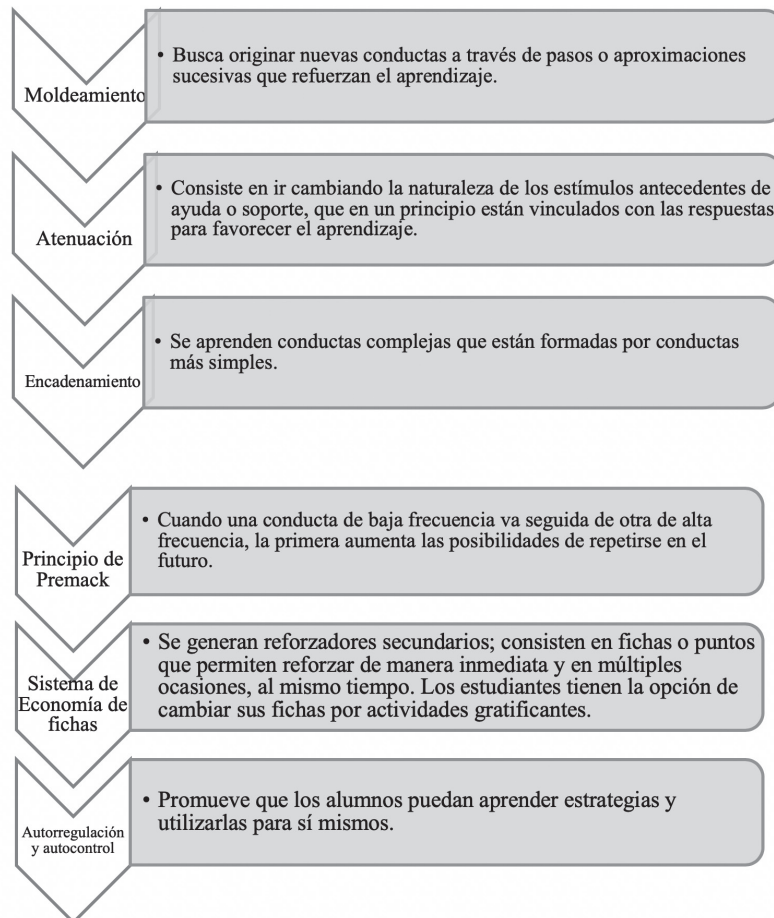 Moldeamiento
• Busca originar nuevas conductas a través de pasos o aproximaciones
sucesivas que refuerzan el aprendizaje.
Atenuación
• Consiste en ir cambiando la naturaleza de los estímulos antecedentes de
ayuda o soporte, que en un principio están vinculados con las respuestas
para favorecer el aprendizaje.
Encadenamiento
• Se aprenden conductas complejas que están formadas por conductas
más simples.
Principio de
Premack
• Cuando una conducta de baja frecuencia va seguida de otra de alta
frecuencia, la primera aumenta las posibilidades de repetirse en el
futuro.
Sistema de
Economía de
fichas
• Se generan reforzadores secundarios; consisten en fichas o puntos
que permiten reforzar de manera inmediata y en múltiples
ocasiones, al mismo tiempo. Los estudiantes tienen la opción de
cambiar sus fichas por actividades gratificantes.
Autorregulación
y autocontrol
• Promueve que los alumnos puedan aprender estrategias y
utilizarlas para sí mismos.